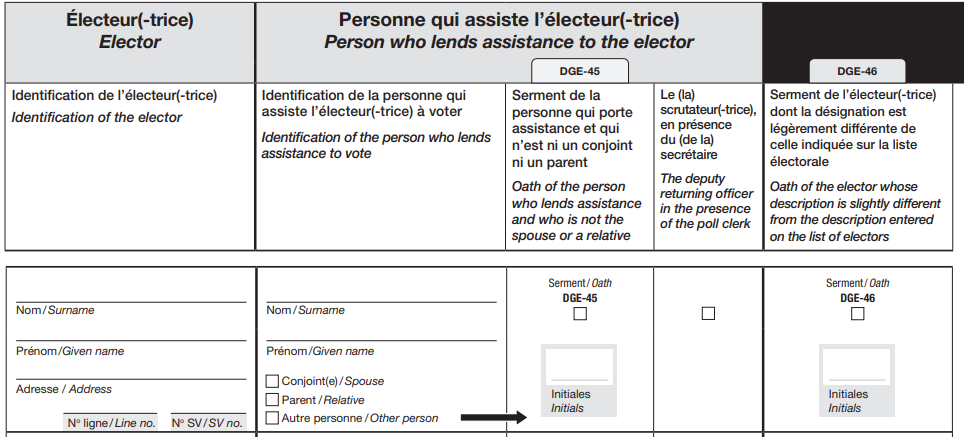 Électeur(-trice)
Elector
Personne qui assiste l'électeur(-trice)
Person who lends assistance to the elector
DGE-45
DGE-46
Identification de l'électeur(-trice)
Identification of the elector
Identification de la personne qui
assiste l'électeur(-trice) à voter
Identification of the person who lends
assistance to vote
Serment de la
personne qui porte
assistance et qui
n'est ni un conjoint
ni un parent
Oath of the person
who lends assistance
and who is not the
spouse or a relative
Le (la)
scrutateur(-trice),
en présence
du (de la)
secrétaire
The deputy
returning officer
in the presence
of the poll clerk
Serment de l'électeur(-trice)
dont la désignation est
légèrement différente de
celle indiquée sur la liste
électorale
Oath of the elector whose
description is slightly different
from the description entered
on the list of electors
Nom / Surname
Prénom / Given name
Adresse / Address
No ligne / Line no.
No SV / SV no.
Nom / Surname
Prénom / Given name
Conjoint(e) / Spouse
Parent / Relative
Autre personne / Other person
Serment / Oath
DGE-45
Initiales
Initials
Serment / Oath
DGE-46
Initiales
Initials